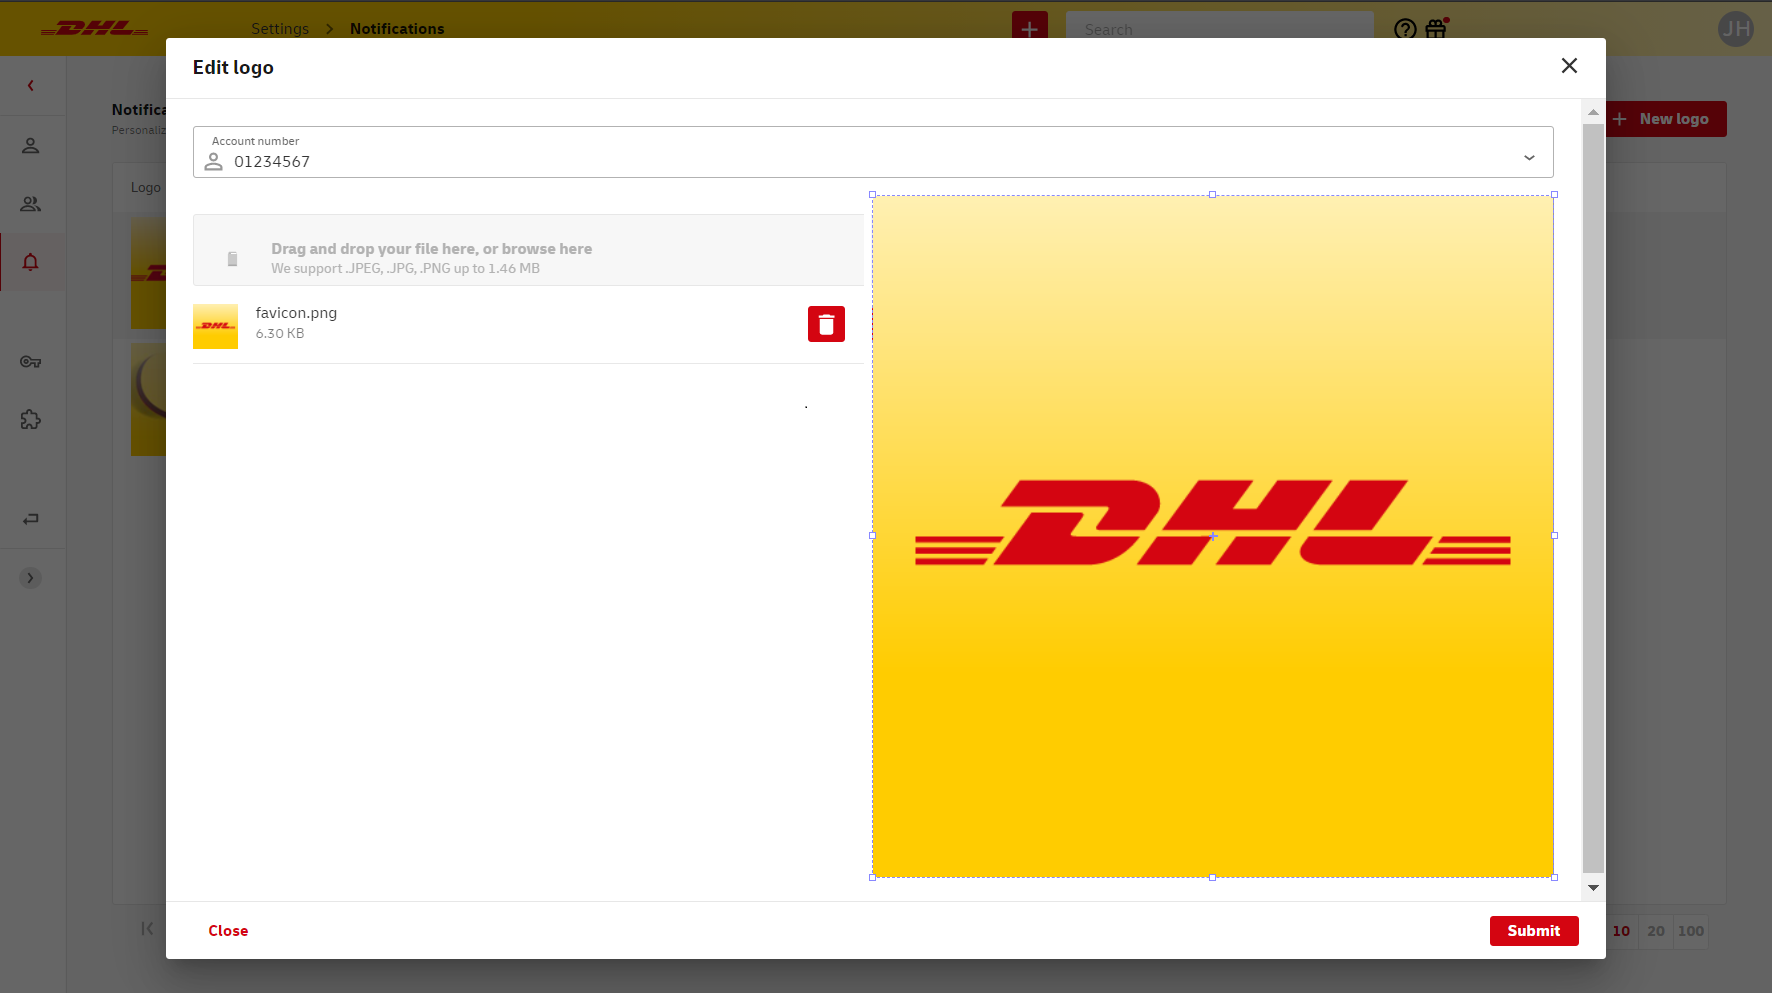 DHL
Settings > Notifications
Search
JH
Edit logo
Notifica
Personaliz
New logo
Account number
01234567
Logo
Drag and drop your file here, or browse here
We support .JPEG, .JPG, .PNG up to 1.46 MB
favicon.png
6.30 KB
DHL
DHL
Close
Submit
10 20 100